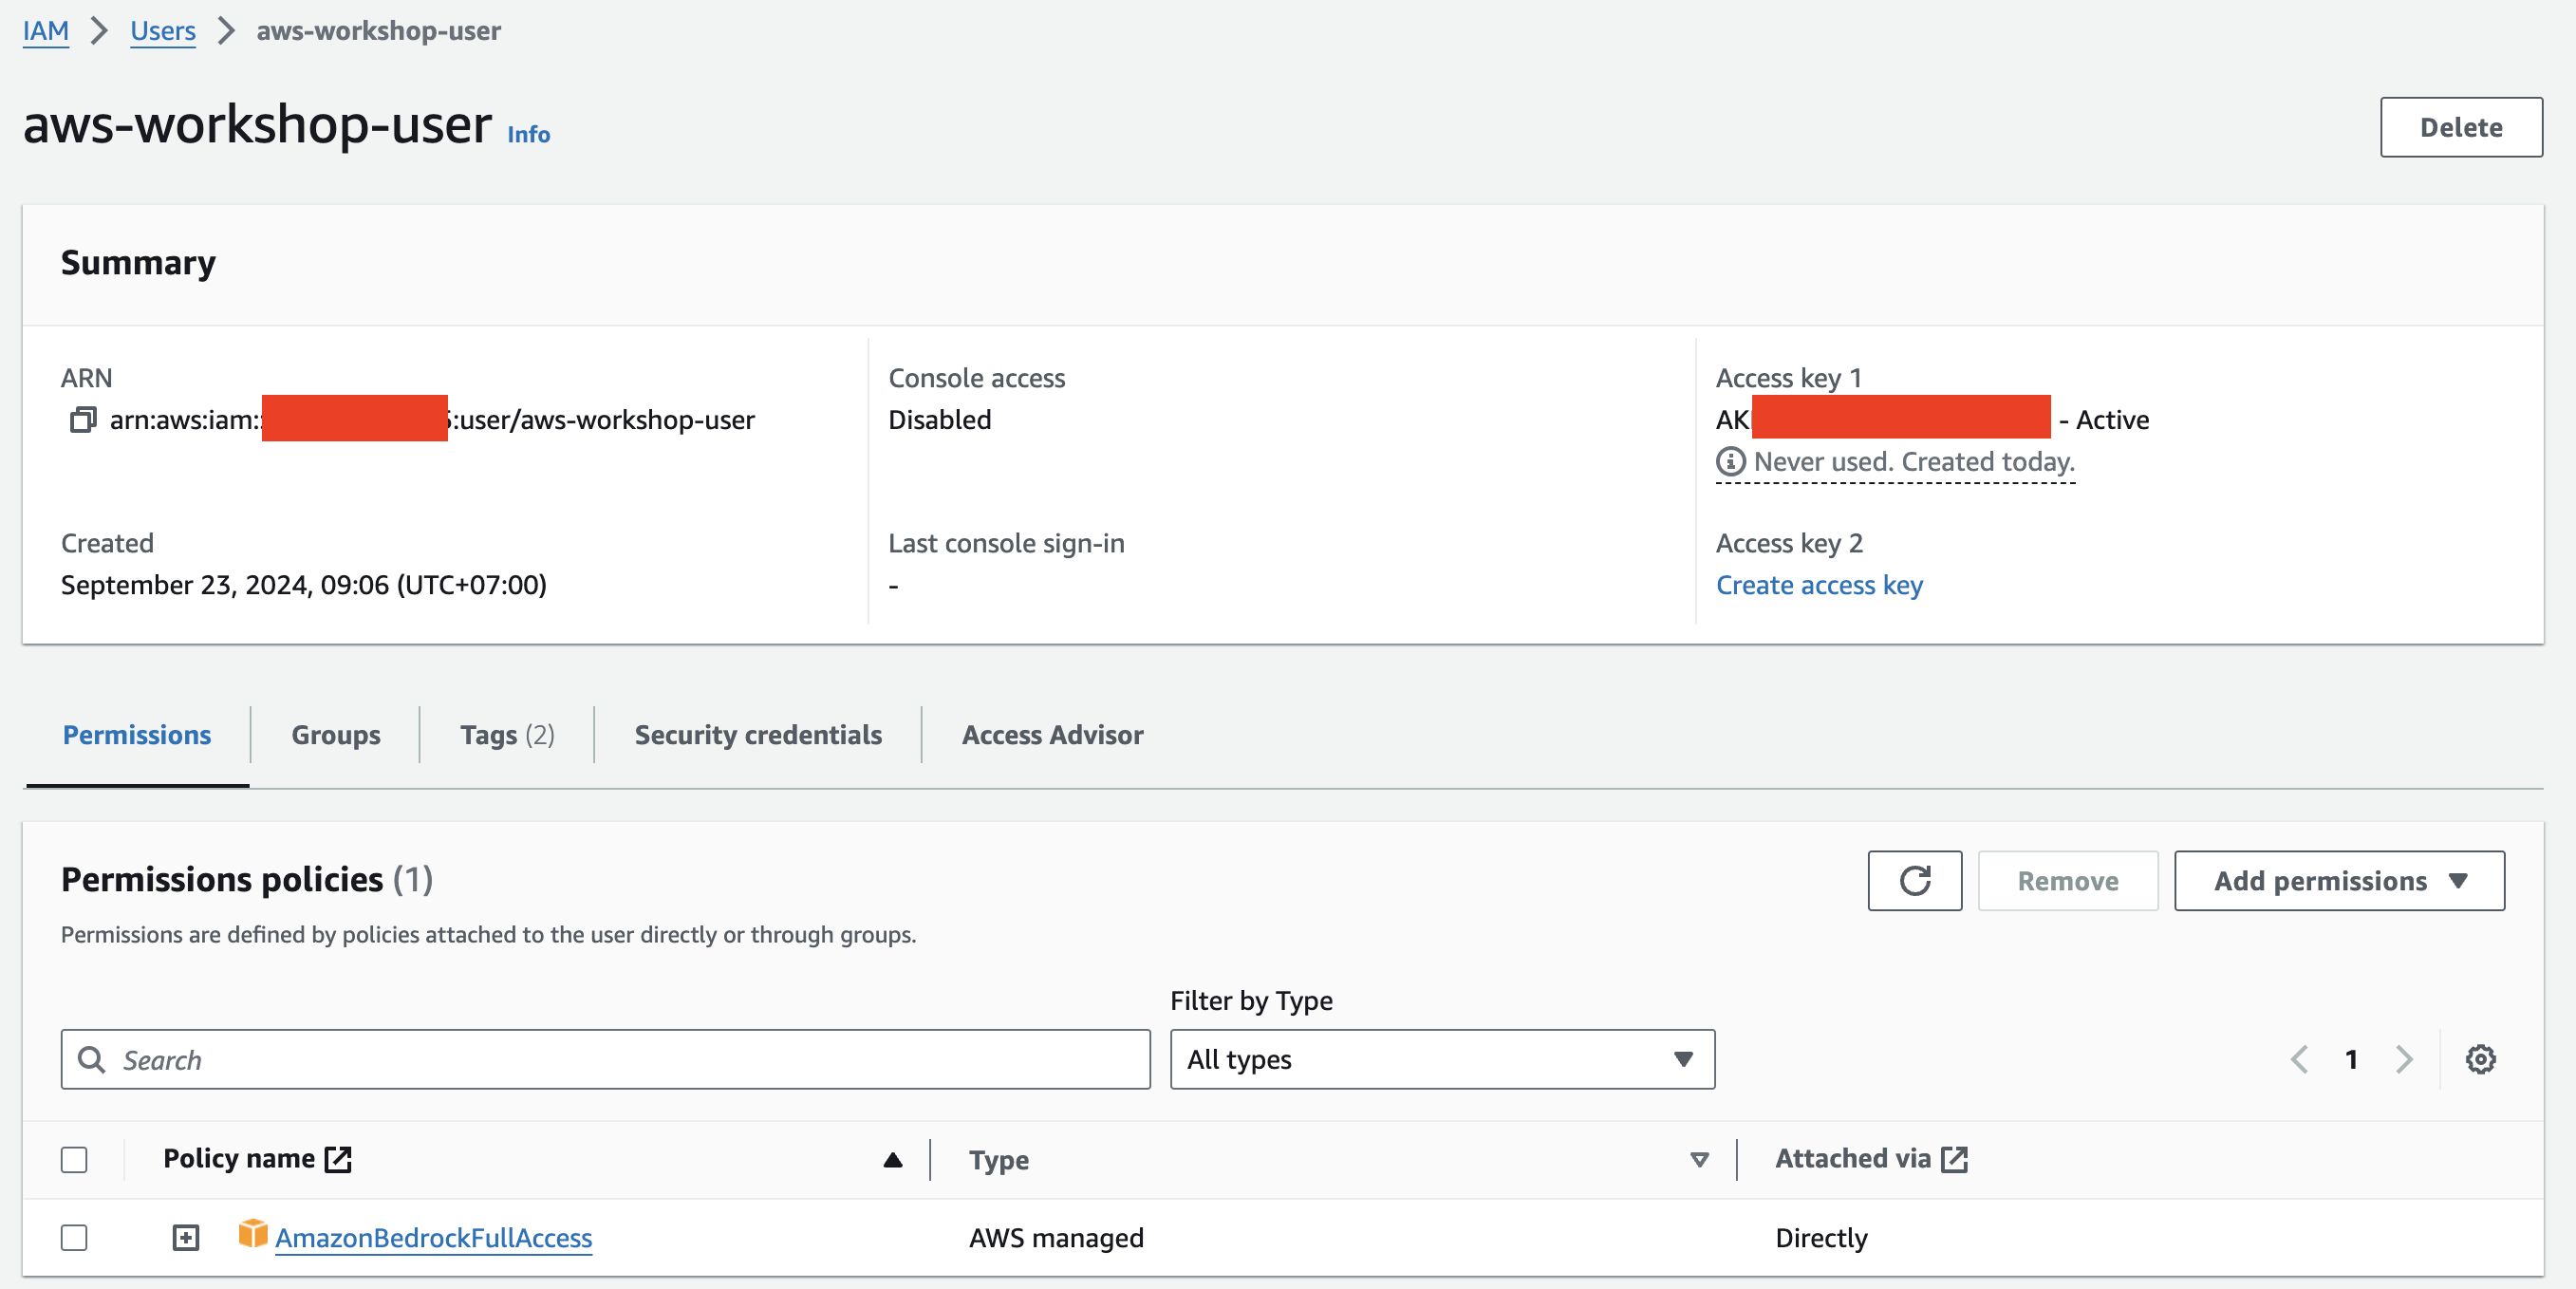 IAM > Users > aws-workshop-user
aws-workshop-user Info
Delete
Summary
ARN
arn:aws:iam: :user/aws-workshop-user
Console access
Disabled
Access key 1
AK - Active
Never used. Created today.
Created
September 23, 2024, 09:06 (UTC+07:00)
Last console sign-in
-
Access key 2
Create access key
Permissions
Groups
Tags (2)
Security credentials
Access Advisor
Permissions policies (1)
Remove
Add permissions
Permissions are defined by policies attached to the user directly or through groups.
Filter by Type
Search
All types
1
Policy name
Type
Attached via
AmazonBedrockFullAccess
AWS managed
Directly